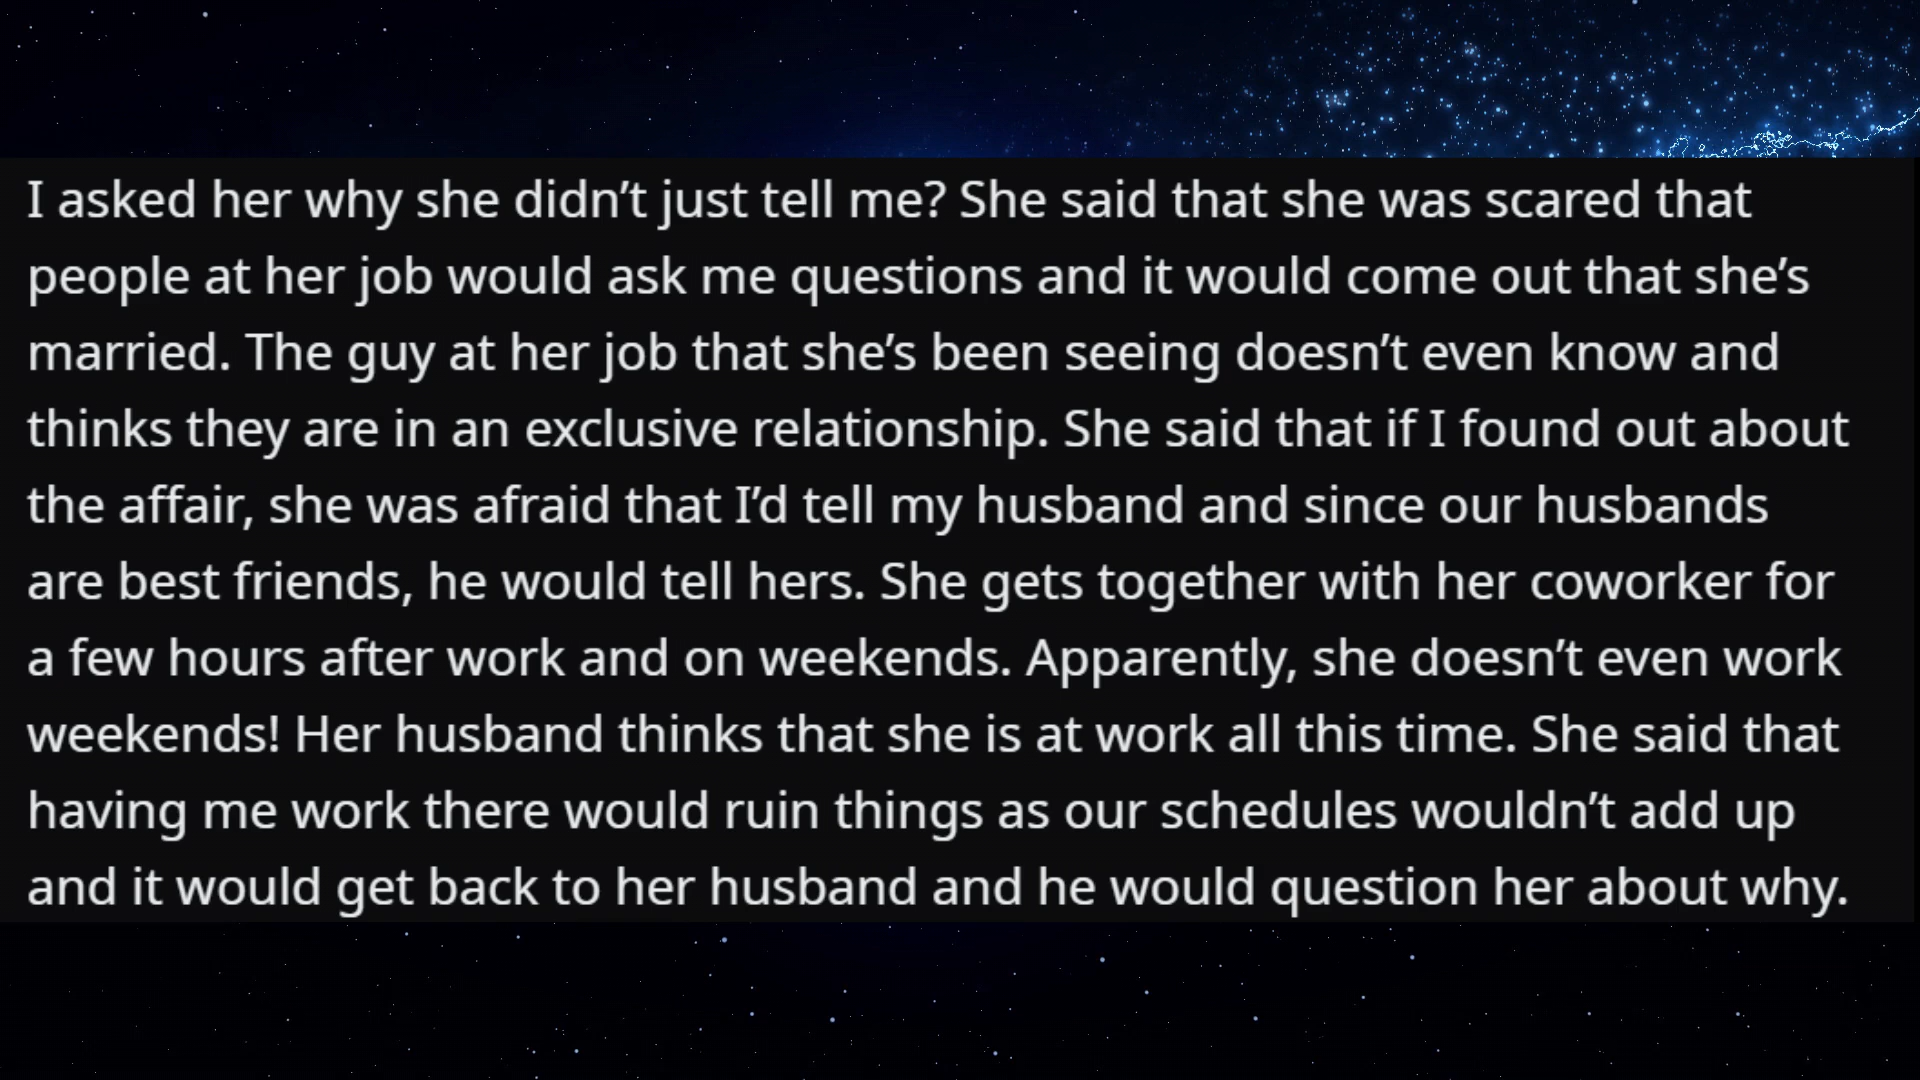 I asked her why she didn’t just tell me? She said that she was scared that
people at her job would ask me questions and it would come out that she’s
married. The guy at her job that she’s been seeing doesn’t even know and
thinks they are in an exclusive relationship. She said that if I found out about
the affair, she was afraid that I’d tell my husband and since our husbands
are best friends, he would tell hers. She gets together with her coworker for
a few hours after work and on weekends. Apparently, she doesn’t even work
weekends! Her husband thinks that she is at work all this time. She said that
having me work there would ruin things as our schedules wouldn’t add up
and it would get back to her husband and he would question her about why.